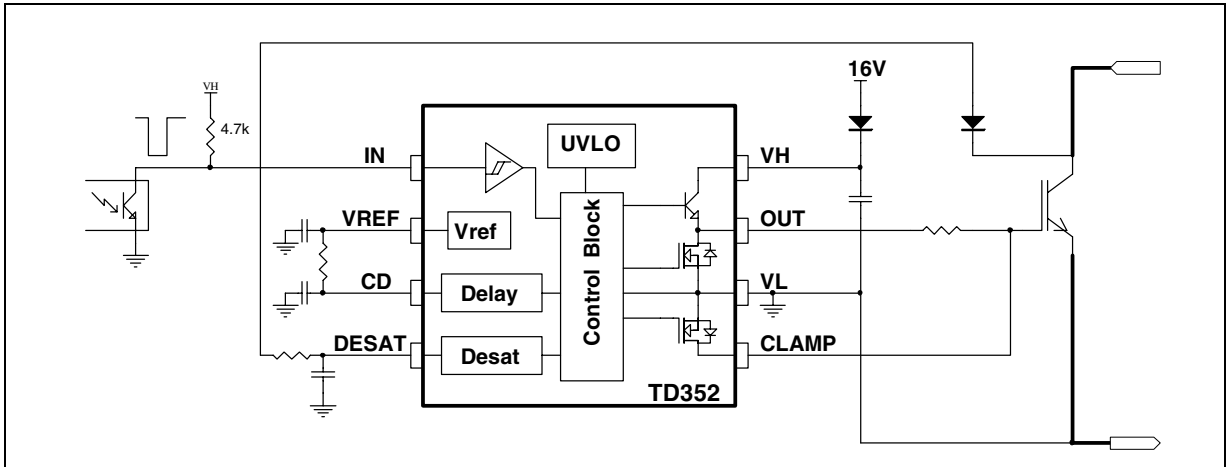 16V
VH
4.7k
IN
UVLO
VH
VREF
Vref
OUT
Control Block
CD
Delay
VL
DESAT
Desat
CLAMP
TD352